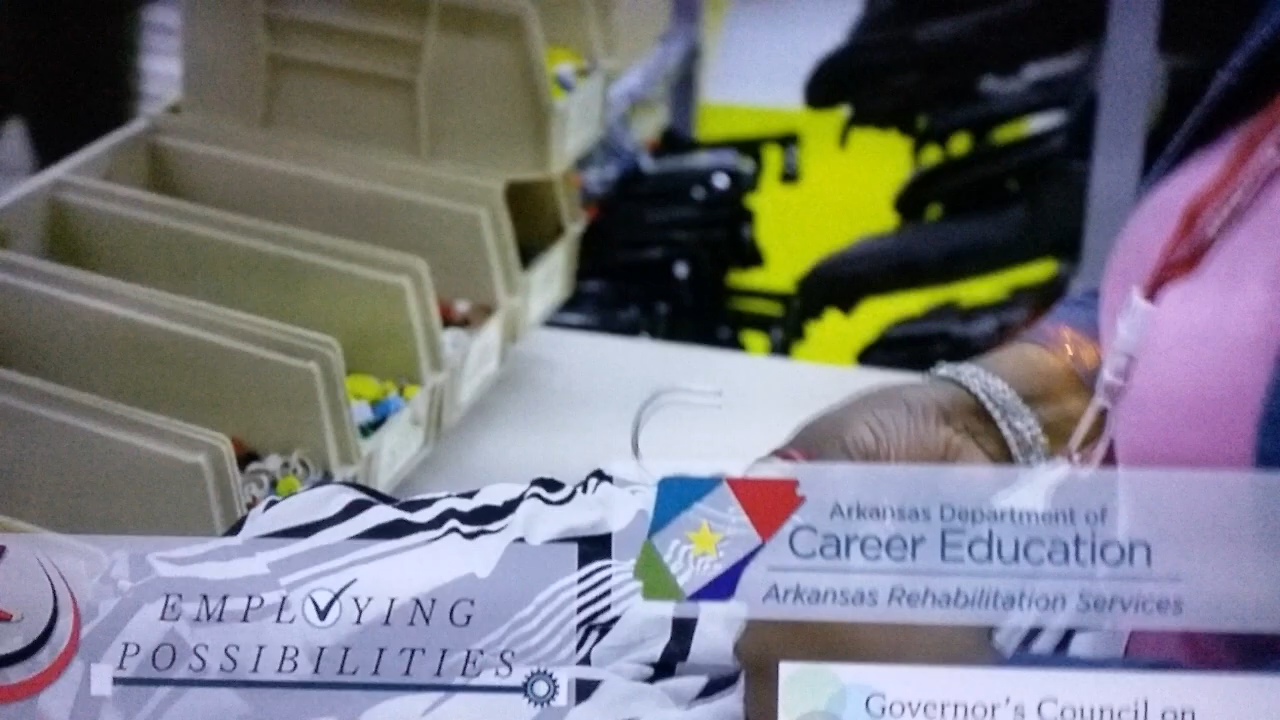 Arkansas Department of
Career Education
Arkansas Rehabilitation Services
EMPLOYING
POSSIBILITIES
Governor's Council on